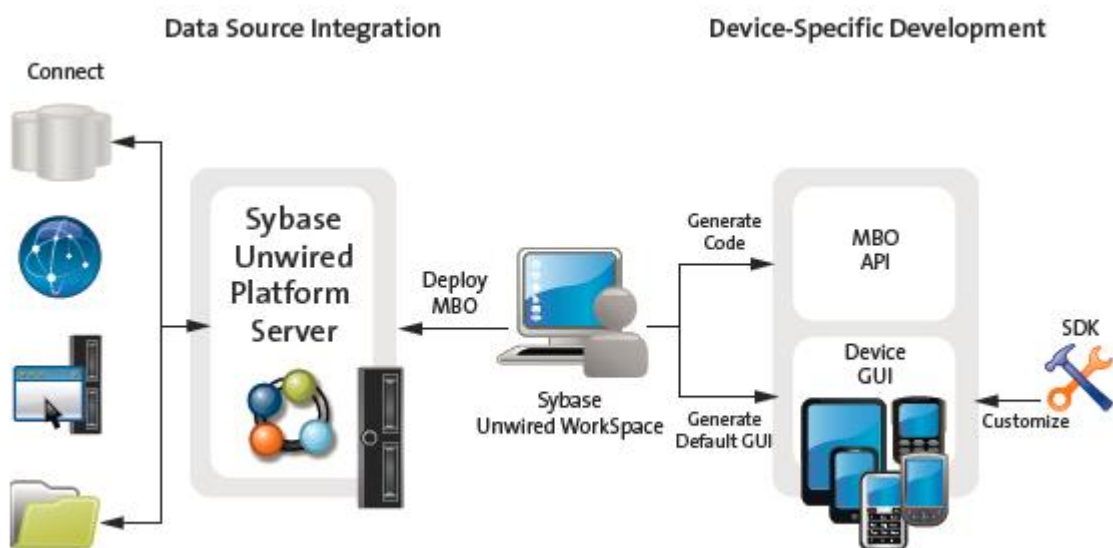 Data Source Integration
Device-Specific Development
Connect
Sybase
Unwired
Platform
Server
Deploy
MBO
Sybase
Unwired WorkSpace
Generate
Code
Generate
Default GUI
MBO
API
Device
GUI
SDK
Customize